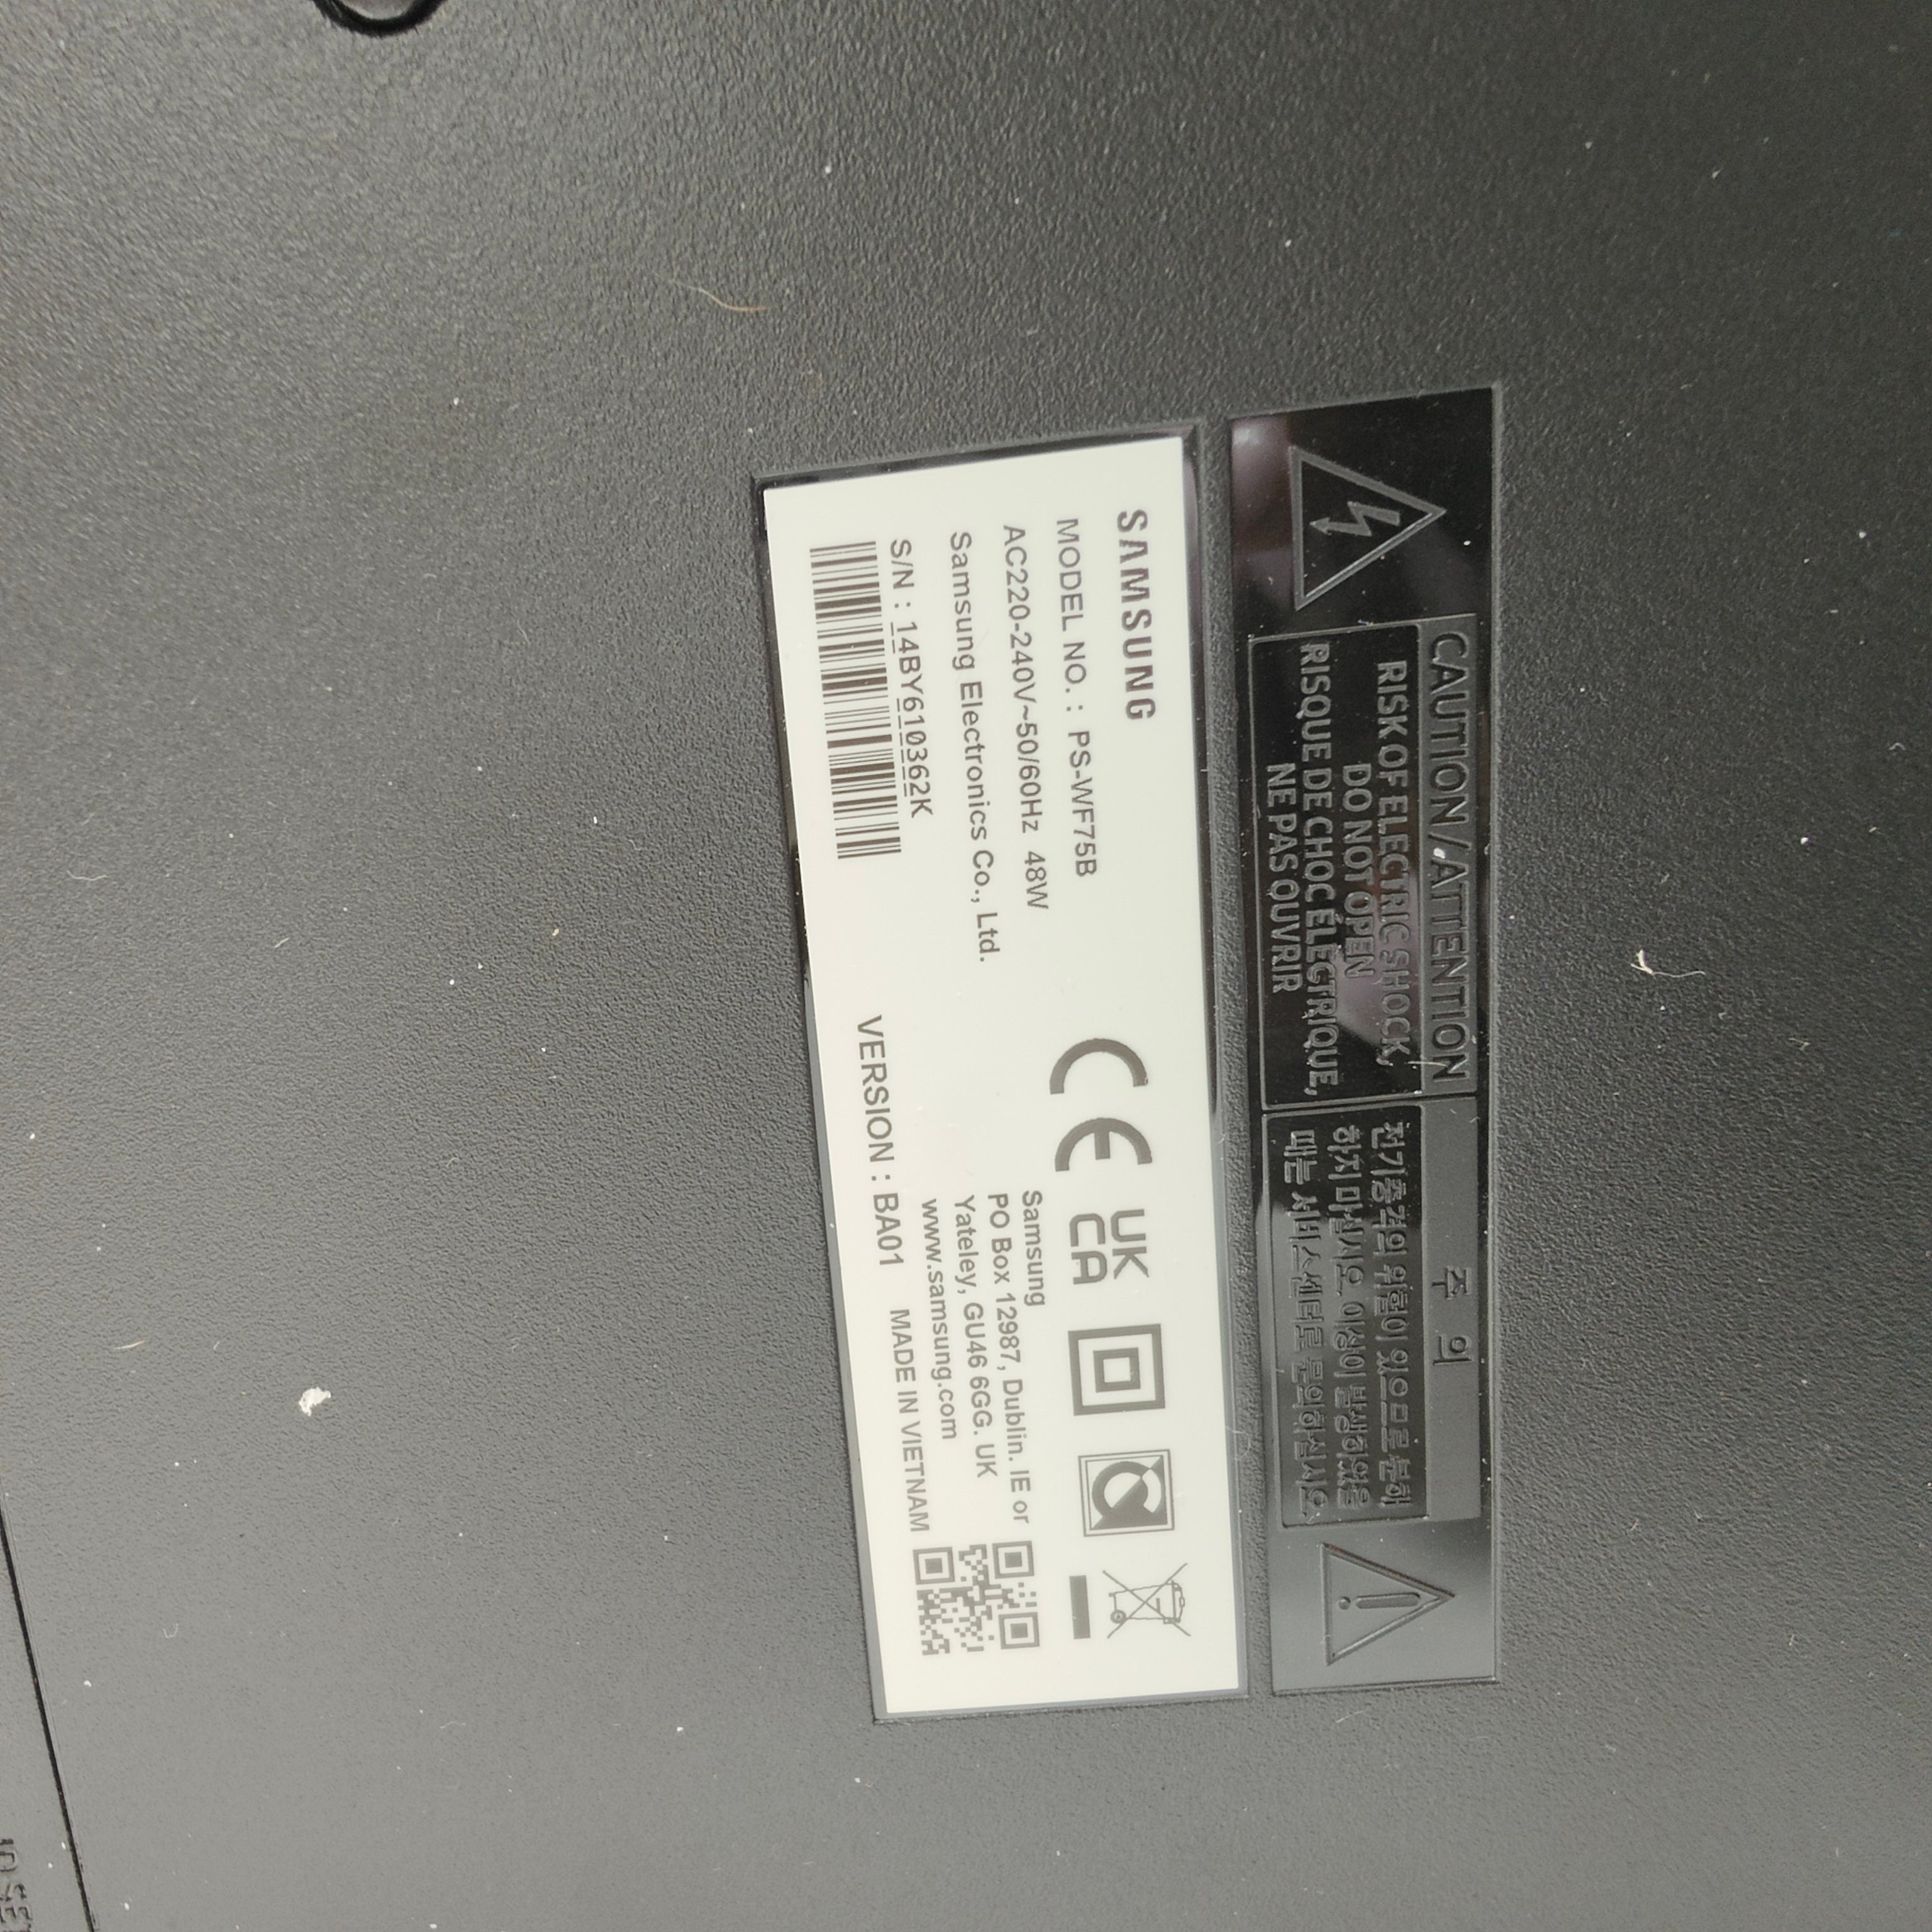 CAUTION / ATTENTION
RISK OF ELECTRIC SHOCK,
DO NOT OPEN
RISQUE DE CHOC ÉLECTRIQUE,
NE PAS OUVRIR
주 의
전기충격의 위험이 있으므로 분해
하지 마십시오 이상이 발생하였을
때는 서비스센터로 문의하십시오
SAMSUNG
MODEL NO. : PS-WF75B
AC220-240V~50/60Hz 48W
Samsung Electronics Co., Ltd.
S/N : 14BY610362K
CE UK CA
Samsung
PO Box 12987, Dublin. IE or
Yateley, GU46 6GG. UK
www.samsung.com
VERSION : BA01 MADE IN VIETNAM